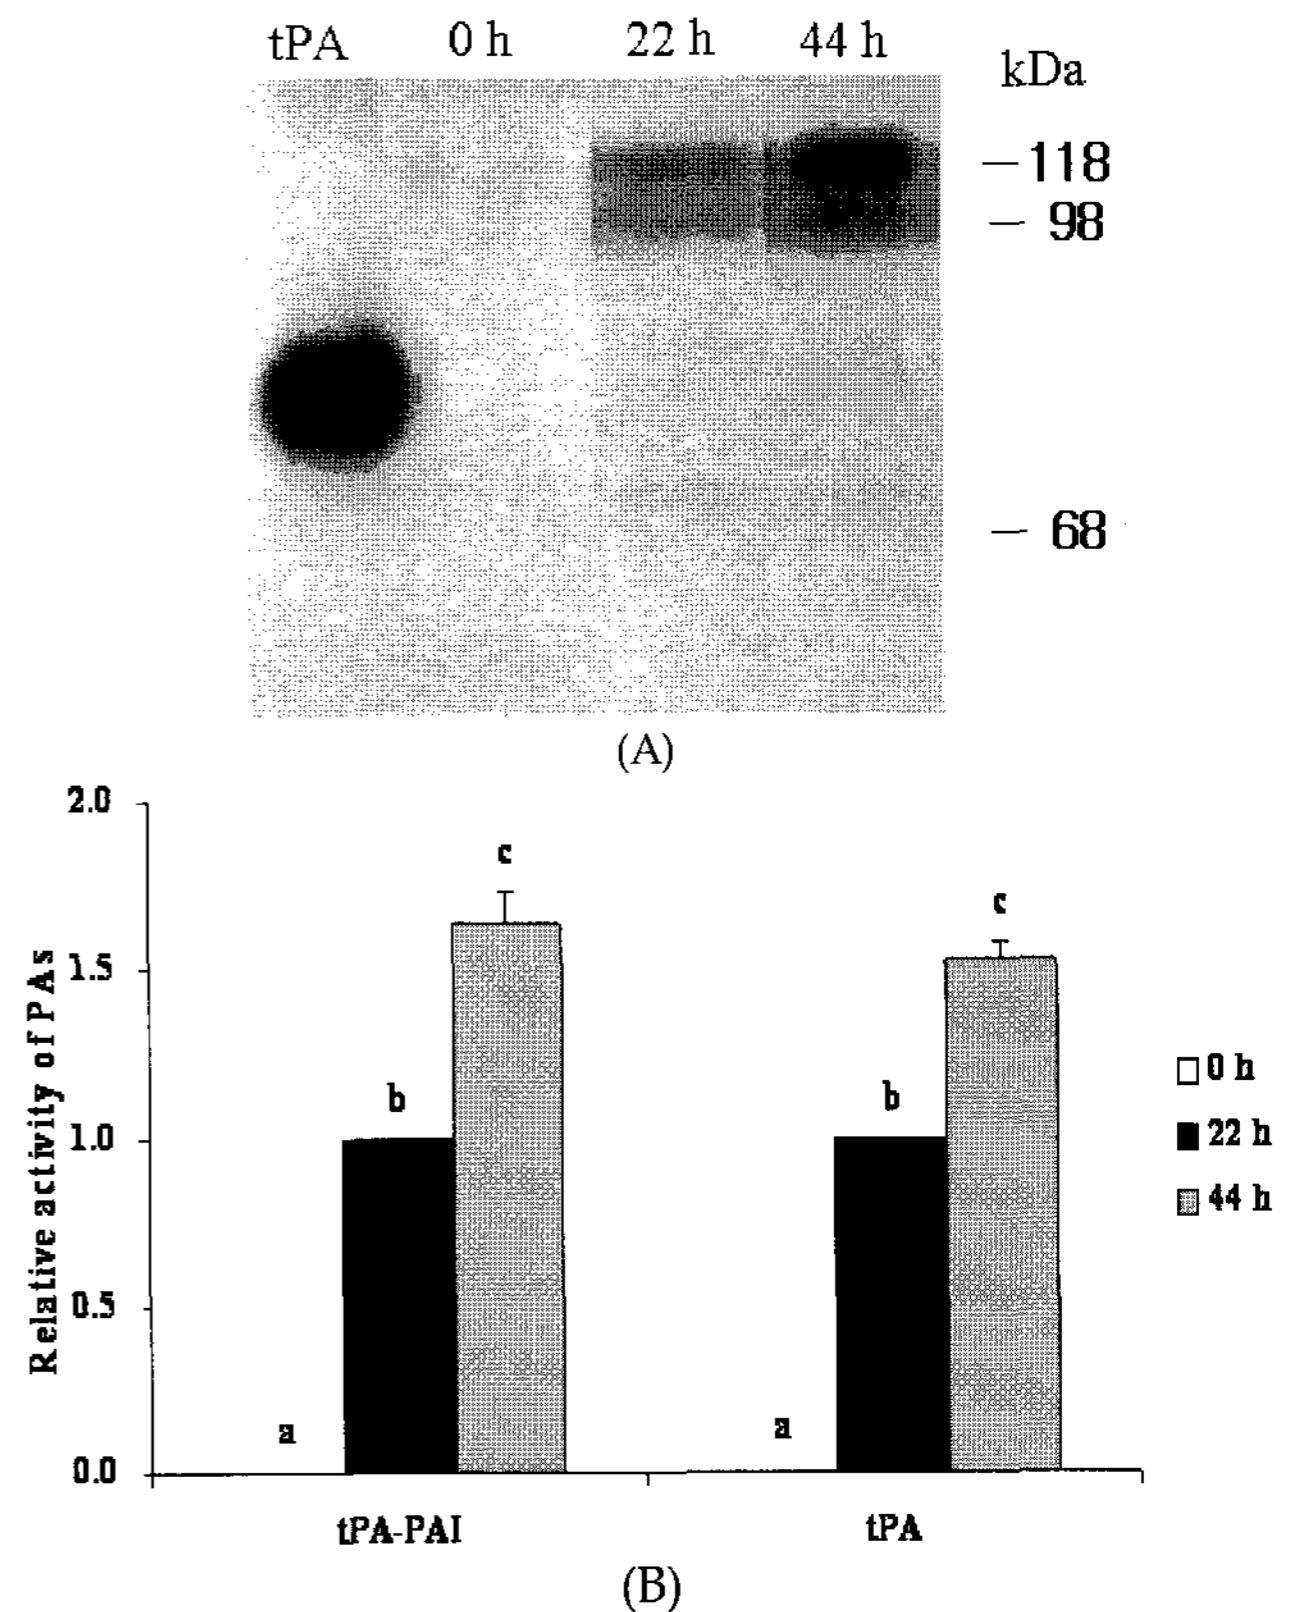 tPA 0 h 22 h 44 h
kDa
118
98
68
(A)
2.0
1.5
1.0
0.5
0.0
Relative activity of PAs
a b c
a b c
0 h
22 h
44 h
tPA-PAI tPA
(B)